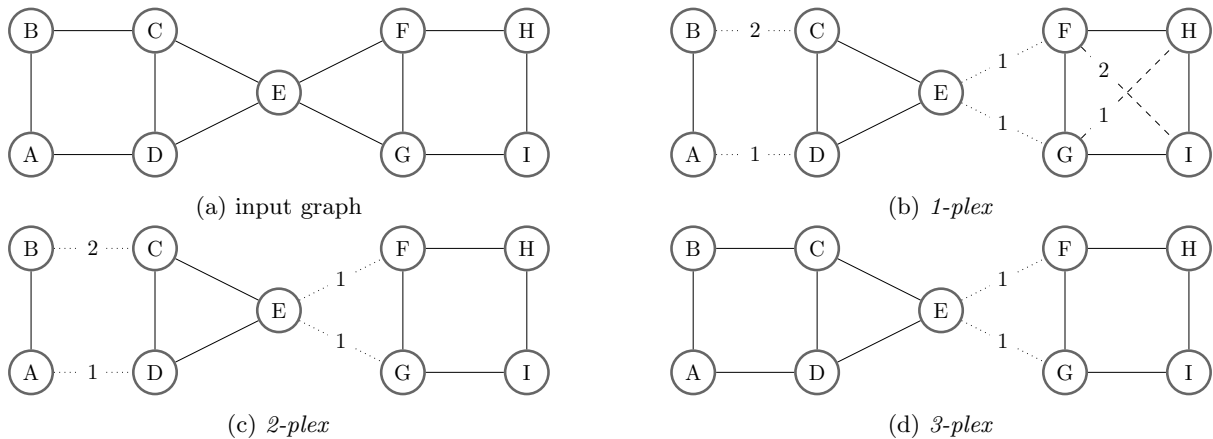 B C F H
E
A D G I
(a) input graph
B 2 C F H
1 2
E
1 1
A 1 D G I
(b) 1-plex
B 2 C F H
1
E
1
A 1 D G I
(c) 2-plex
B C F H
1
E
1
A D G I
(d) 3-plex